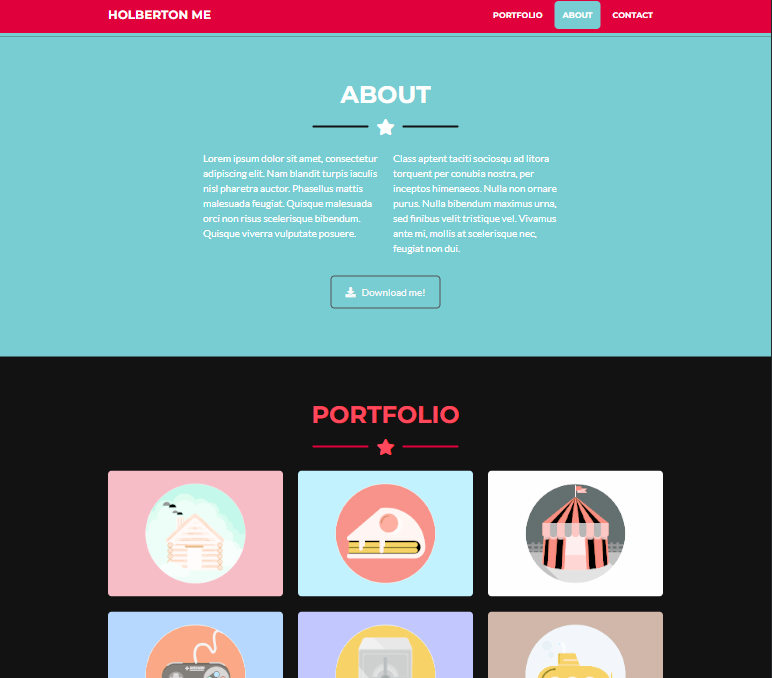 HOLBERTON ME
PORTFOLIO
ABOUT
CONTACT
ABOUT
Lorem ipsum dolor sit amet, consectetur
adipiscing elit. Nam blandit turpis iaculis
nisl pharetra auctor. Phasellus mattis
malesuada feugiat. Quisque malesuada
orci non risus scelerisque bibendum.
Quisque viverra vulputate posuere.
Class aptent taciti sociosqu ad litora
torquent per conubia nostra, per
inceptos himenaeos. Nulla non ornare
purus. Nulla bibendum maximus urna,
sed finibus velit tristique vel. Vivamus
ante mi, mollis at scelerisque nec,
feugiat non dui.
Download me!
PORTFOLIO